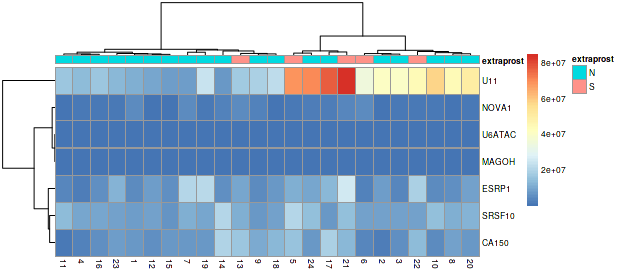 extraprost
U11
NOVA1
U6ATAC
MAGOH
ESRP1
SRSF10
CA150
11 4 16 23 1 12 15 7 19 14 13 9 18 5 24 17 21 6 2 3 22 10 8 20
8e+07
6e+07
4e+07
2e+07
extraprost
N
S